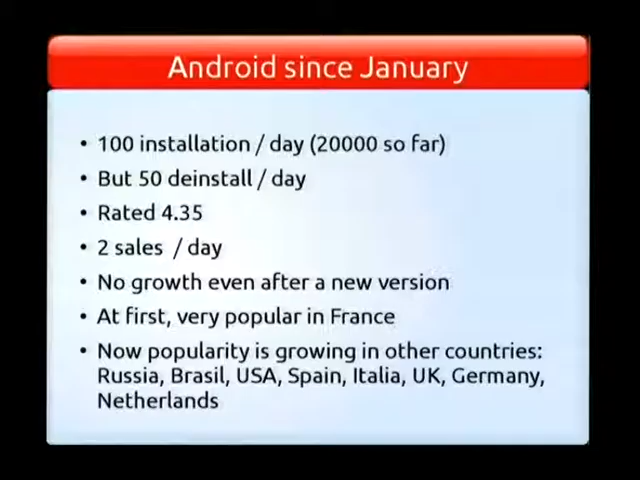 Android since January
• 100 installation / day (20000 so far)
• But 50 deinstall / day
• Rated 4.35
• 2 sales / day
• No growth even after a new version
• At first, very popular in France
• Now popularity is growing in other countries:
Russia, Brasil, USA, Spain, Italia, UK, Germany,
Netherlands